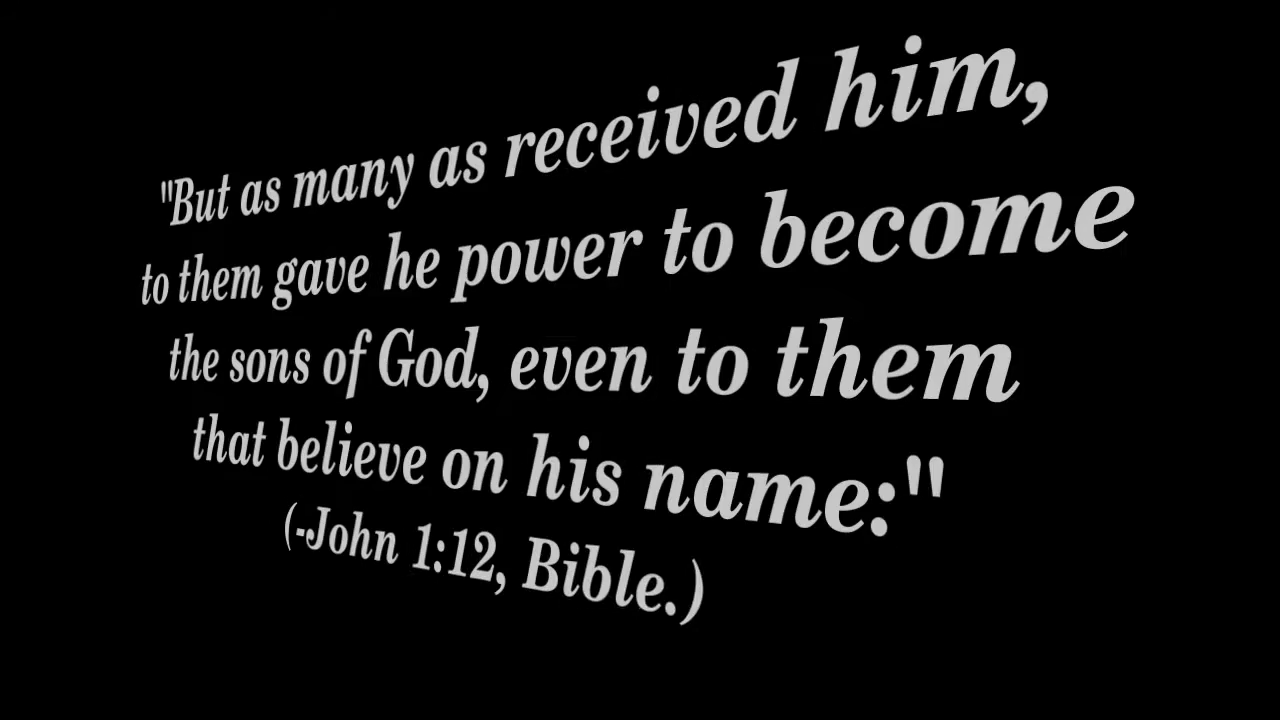 "But as many as received him,
to them gave he power to become
the sons of God, even to them
that believe on his name:"
(-John 1:12, Bible.)